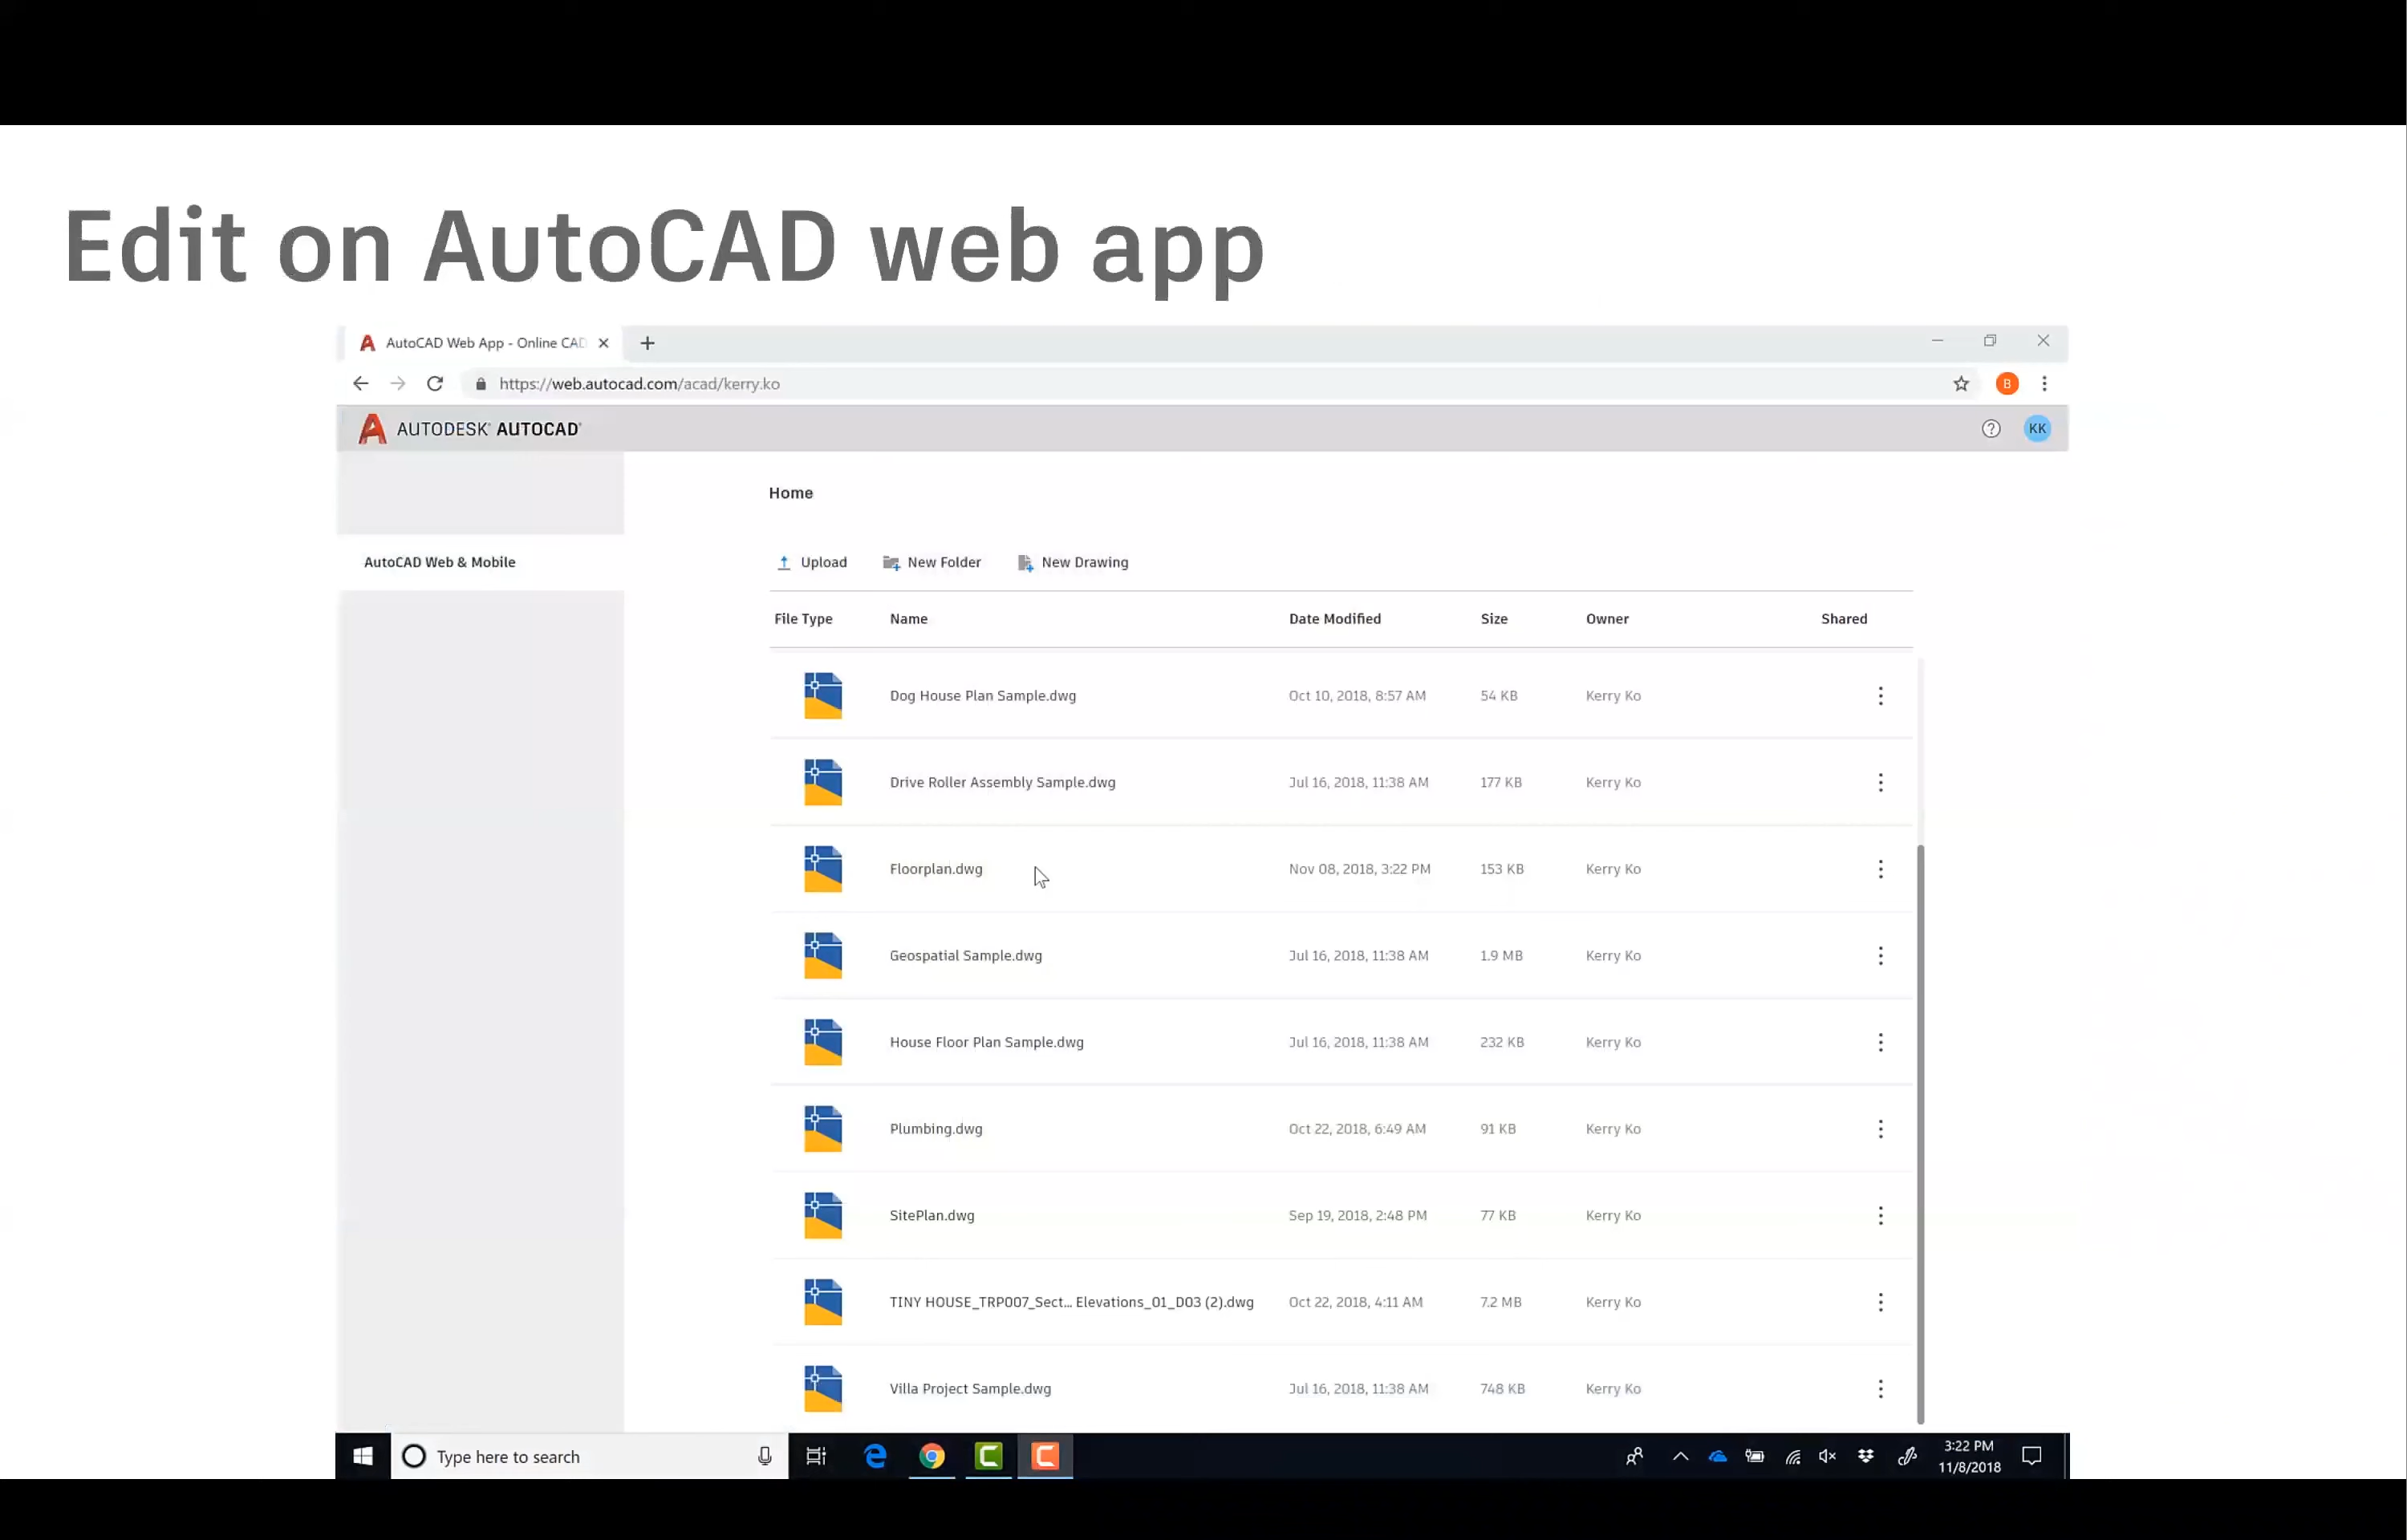 Edit on AutoCAD web app
AutoCAD Web App - Online CAD
https://web.autocad.com/acad/kerry.ko
B
AUTODESK® AUTOCAD®
KK
Home
AutoCAD Web & Mobile
Upload New Folder New Drawing
File Type Name Date Modified Size Owner Shared
Dog House Plan Sample.dwg Oct 10, 2018, 8:57 AM 54 KB Kerry Ko
Drive Roller Assembly Sample.dwg Jul 16, 2018, 11:38 AM 177 KB Kerry Ko
Floorplan.dwg Nov 08, 2018, 3:22 PM 153 KB Kerry Ko
Geospatial Sample.dwg Jul 16, 2018, 11:38 AM 1.9 MB Kerry Ko
House Floor Plan Sample.dwg Jul 16, 2018, 11:38 AM 232 KB Kerry Ko
Plumbing.dwg Oct 22, 2018, 6:49 AM 91 KB Kerry Ko
SitePlan.dwg Sep 19, 2018, 2:48 PM 77 KB Kerry Ko
TINY HOUSE_TRP007_Sect... Elevations_01_D03 (2).dwg Oct 22, 2018, 4:11 AM 7.2 MB Kerry Ko
Villa Project Sample.dwg Jul 16, 2018, 11:38 AM 748 KB Kerry Ko
Type here to search
3:22 PM
11/8/2018